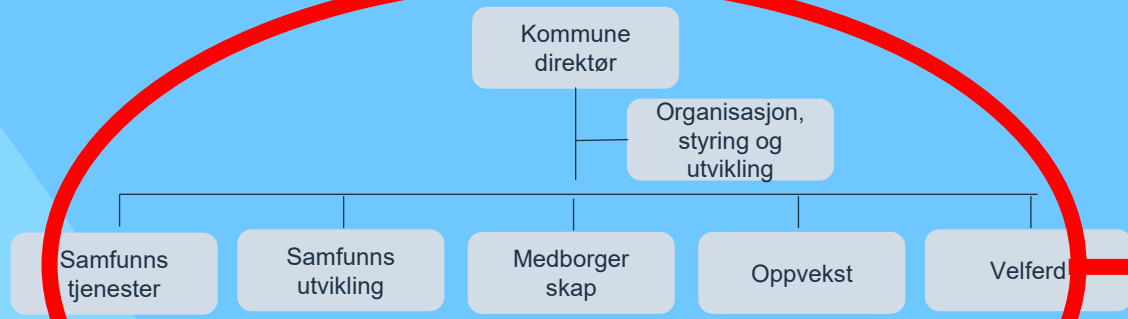 Kommune
direktør
Organisasjon,
styring og
utvikling
Samfunns
tjenester
Samfunns
utvikling
Medborger
skap
Oppvekst
Velferd